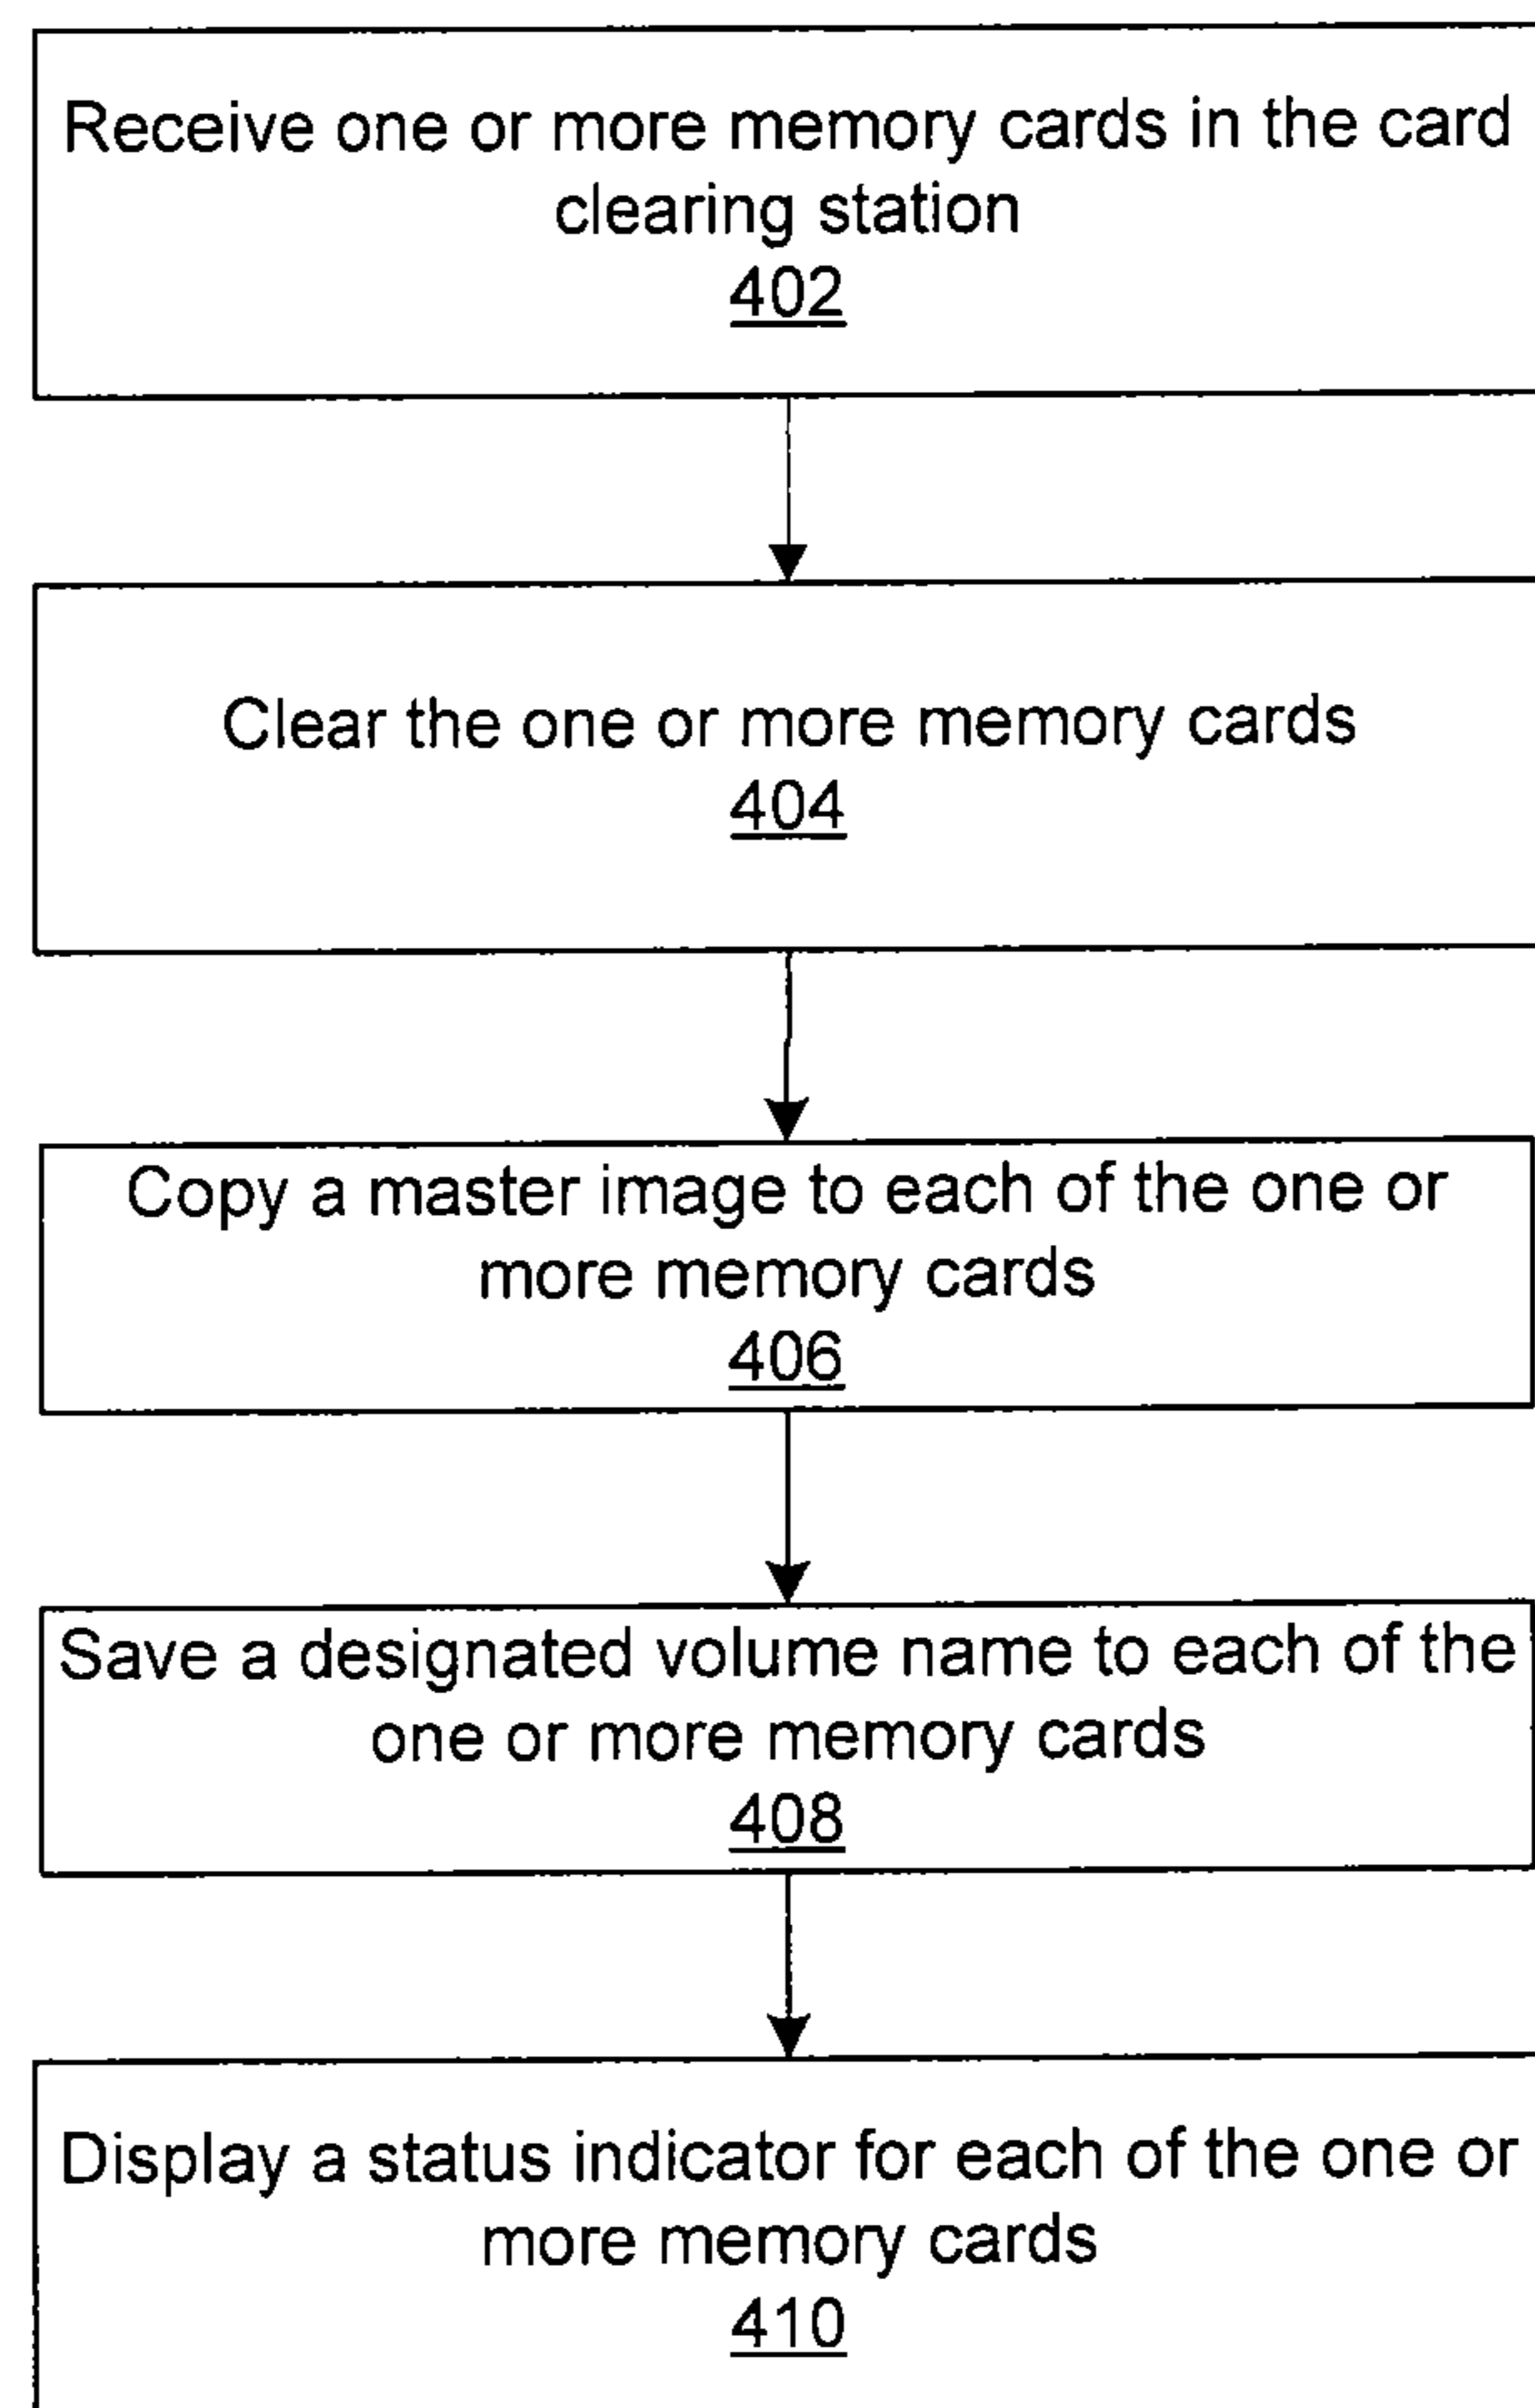 Receive one or more memory cards in the card
clearing station
402
Clear the one or more memory cards
404
Copy a master image to each of the one or
more memory cards
406
Save a designated volume name to each of the
one or more memory cards
408
Display a status indicator for each of the one or
more memory cards
410